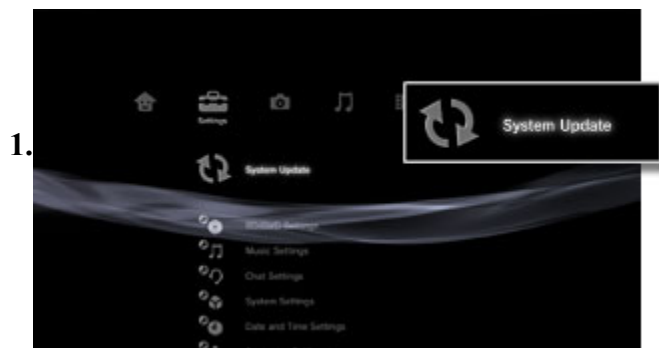 1.
Settings
System Update
System Update
Music Settings
Chat Settings
System Settings
Date and Time Settings